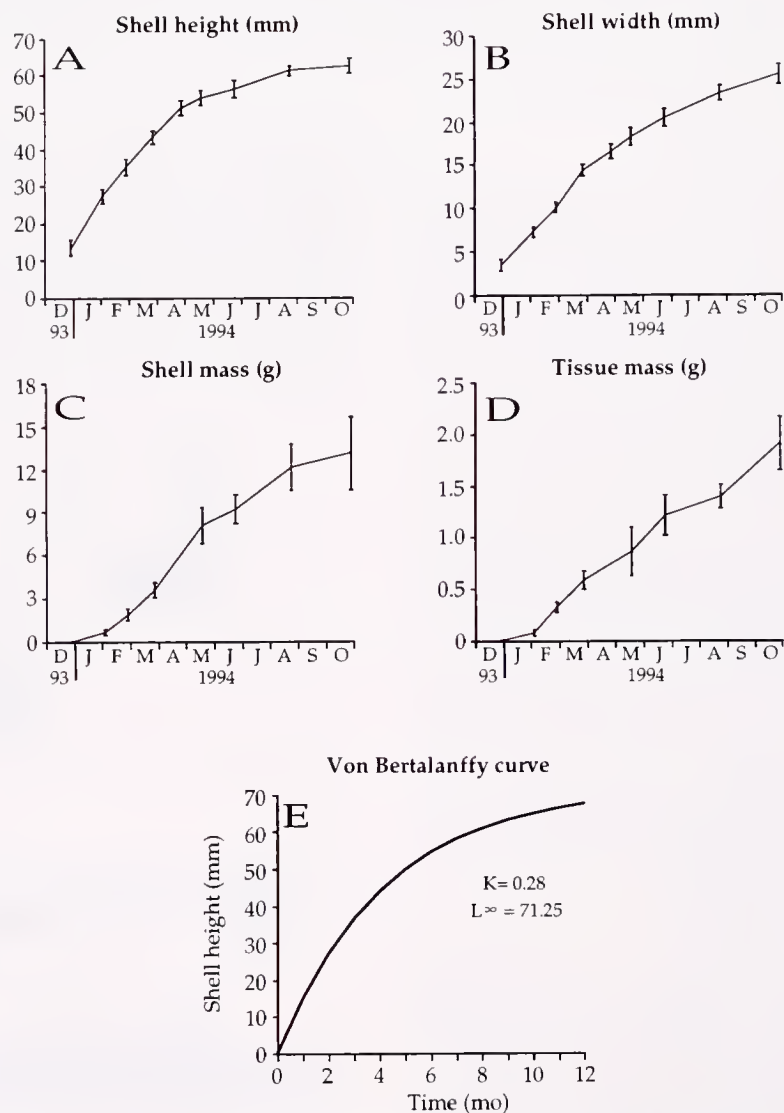 Shell height (mm)
A
70
60
50
40
30
20
10
0
D J F M A M J J A S O
93 1994
Shell width (mm)
B
30
25
20
15
10
5
0
D J F M A M J J A S O
93 1994
Shell mass (g)
C
18
15
12
9
6
3
0
D J F M A M J J A S O
93 1994
Tissue mass (g)
D
2.5
2.0
1.5
1.0
0.5
0
D J F M A M J J A S O
93 1994
Von Bertalanffy curve
E
Shell height (mm)
70
60
50
40
30
20
10
0
K= 0.28
L∞ = 71.25
0 2 4 6 8 10 12
Time (mo)